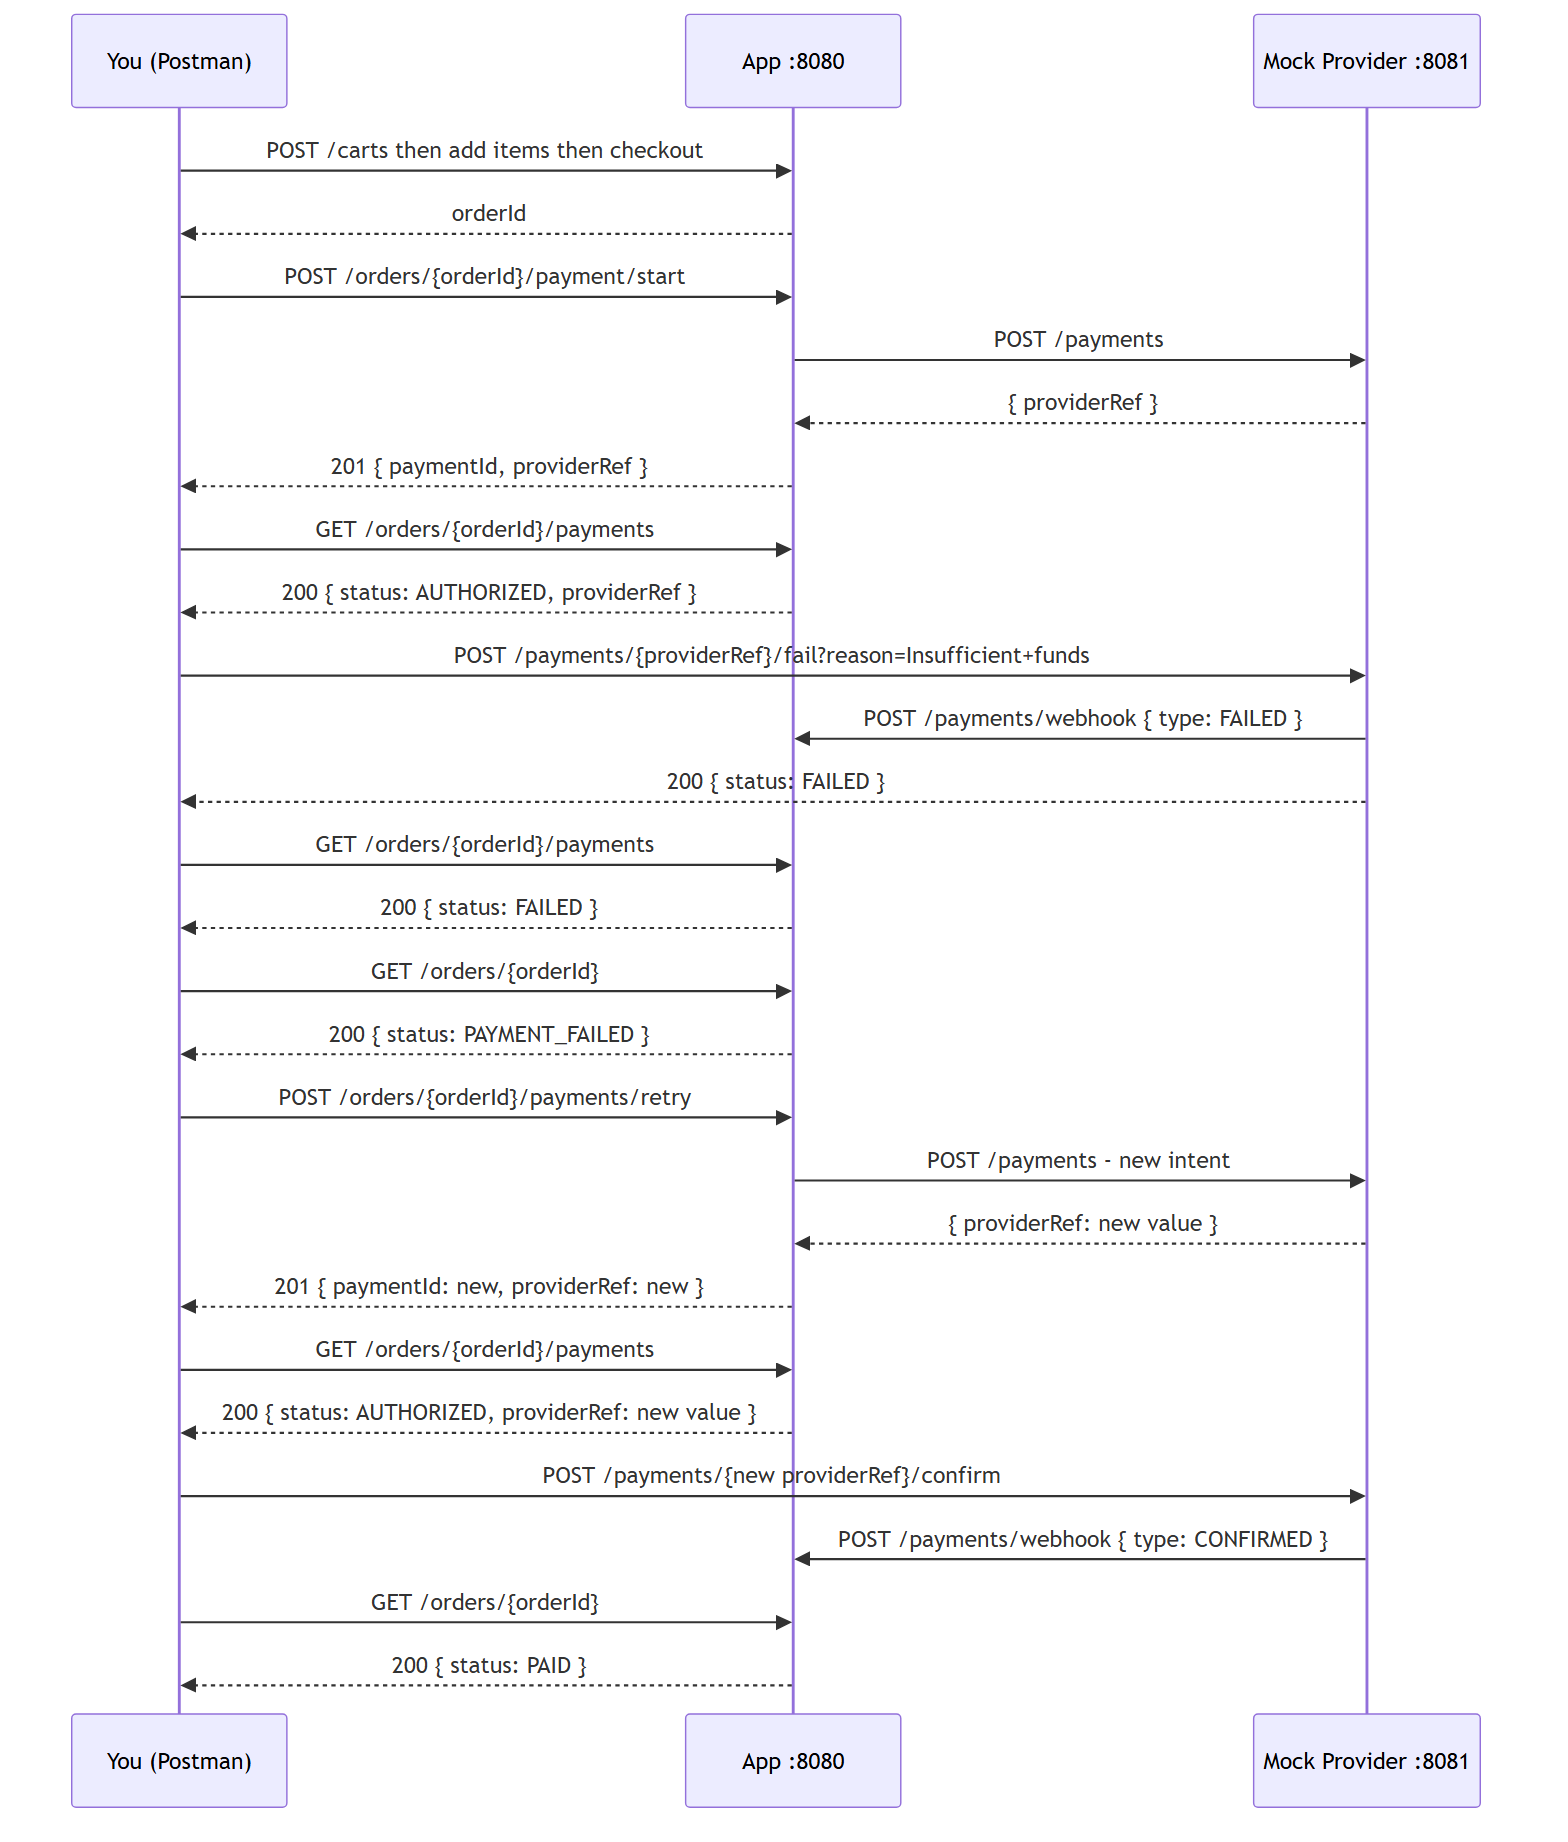 You (Postman)
App :8080
Mock Provider :8081
POST /carts then add items then checkout
orderId
POST /orders/{orderId}/payment/start
POST /payments
{ providerRef }
201 { paymentId, providerRef }
GET /orders/{orderId}/payments
200 { status: AUTHORIZED, providerRef }
POST /payments/{providerRef}/fail?reason=Insufficient+funds
POST /payments/webhook { type: FAILED }
200 { status: FAILED }
GET /orders/{orderId}/payments
200 { status: FAILED }
GET /orders/{orderId}
200 { status: PAYMENT_FAILED }
POST /orders/{orderId}/payments/retry
POST /payments - new intent
{ providerRef: new value }
201 { paymentId: new, providerRef: new }
GET /orders/{orderId}/payments
200 { status: AUTHORIZED, providerRef: new value }
POST /payments/{new providerRef}/confirm
POST /payments/webhook { type: CONFIRMED }
GET /orders/{orderId}
200 { status: PAID }
You (Postman)
App :8080
Mock Provider :8081